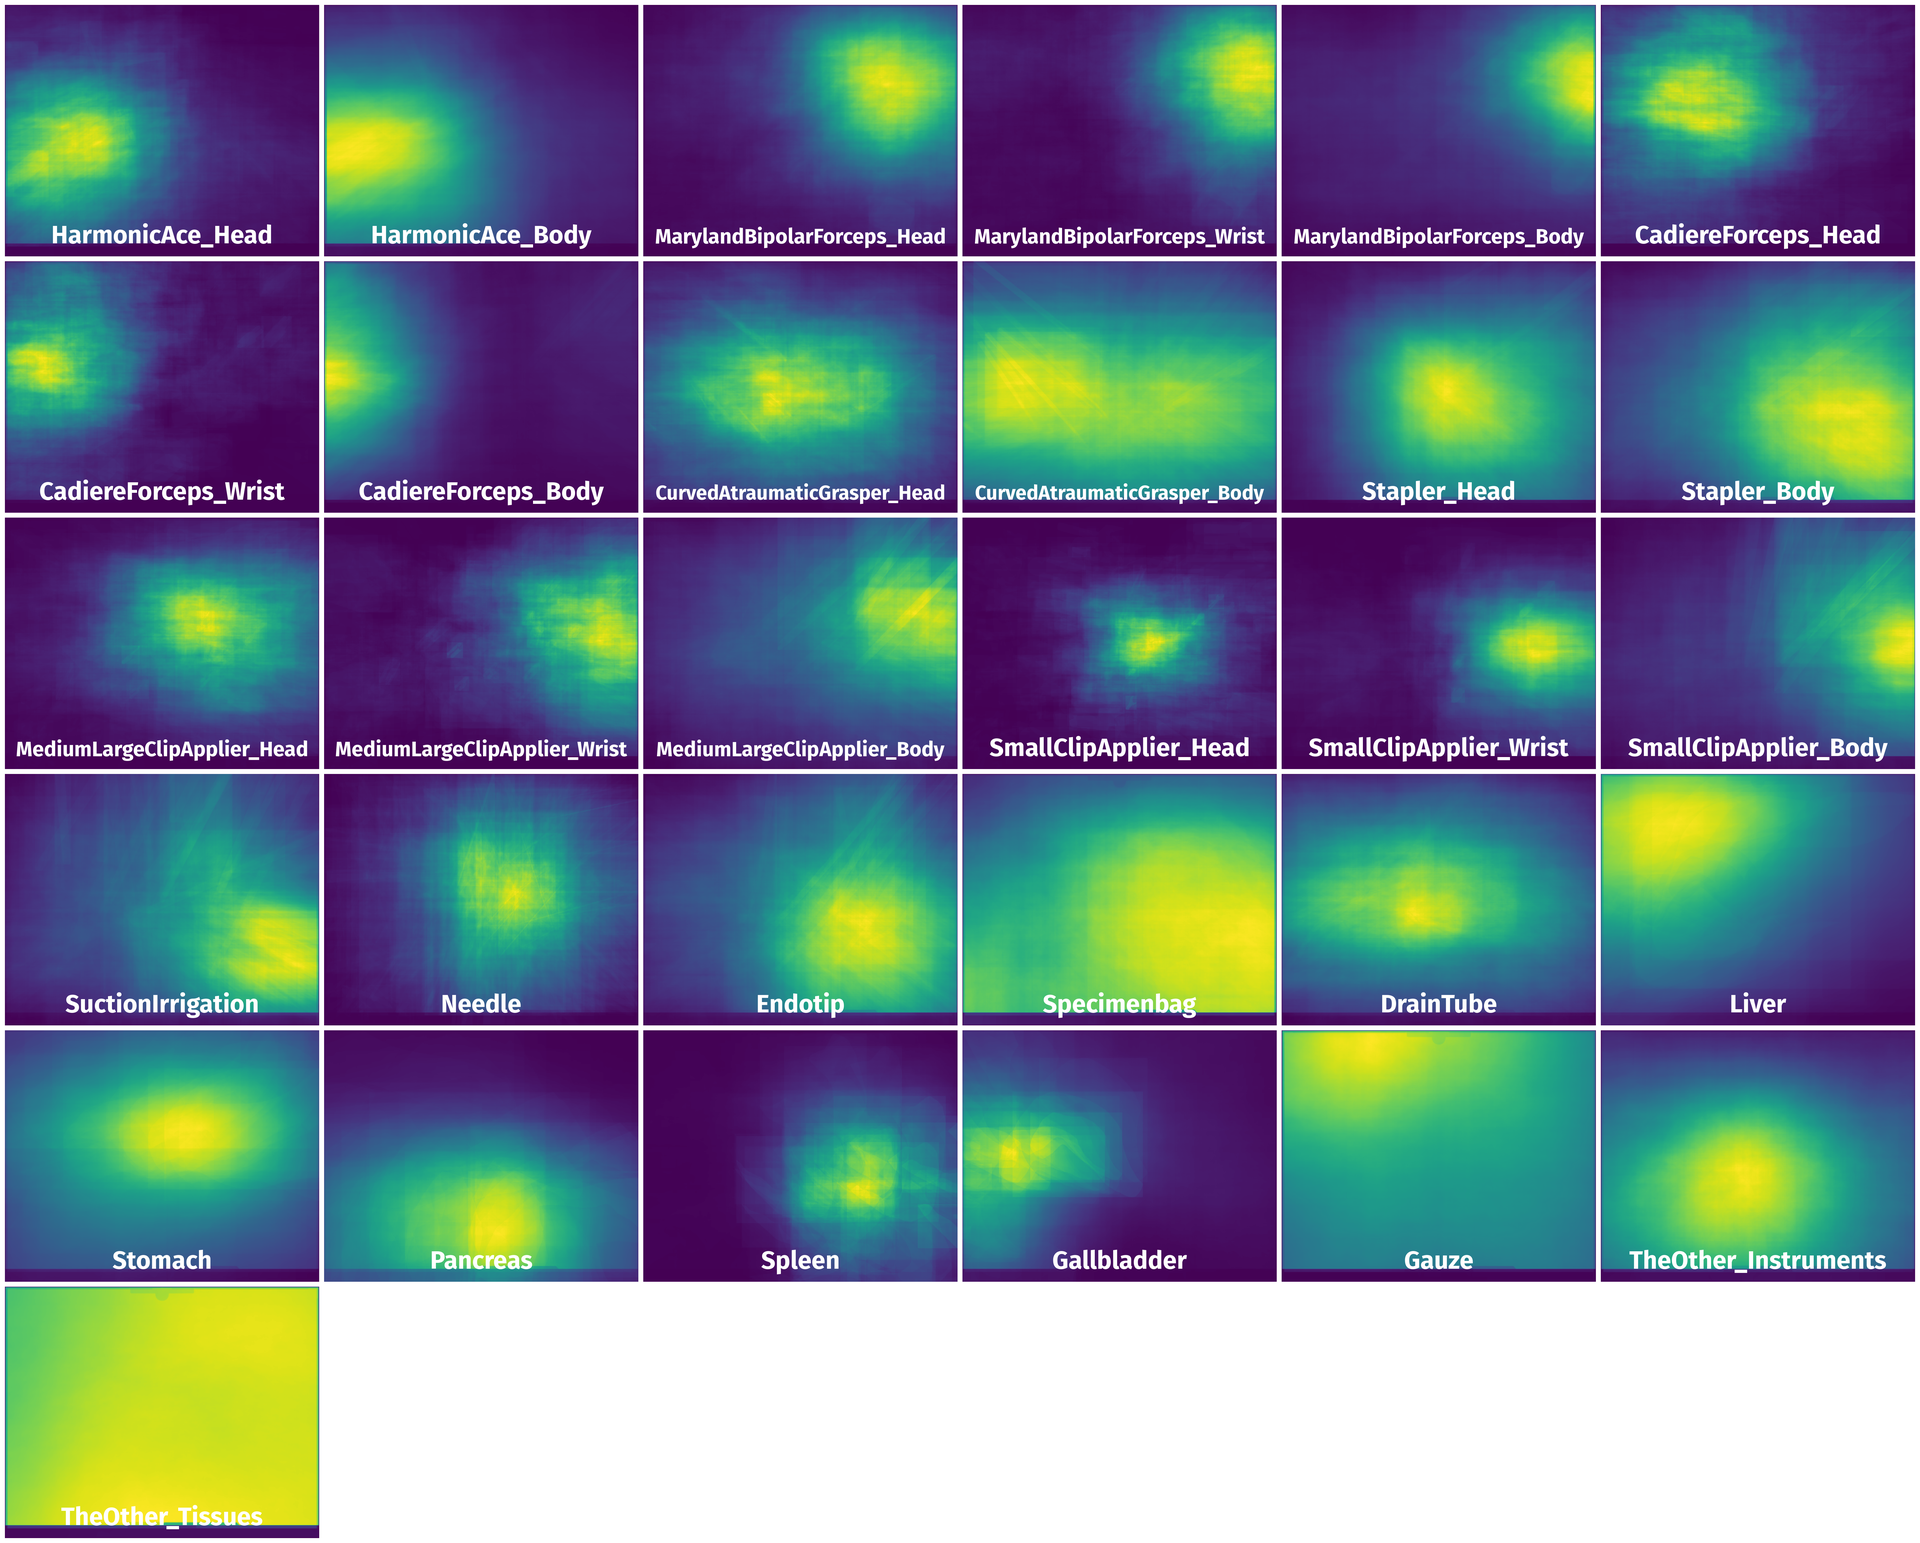 HarmonicAce_Head
HarmonicAce_Body
MarylandBipolarForceps_Head
MarylandBipolarForceps_Wrist
MarylandBipolarForceps_Body
CadiereForceps_Head
CadiereForceps_Wrist
CadiereForceps_Body
CurvedAtraumaticGrasper_Head
CurvedAtraumaticGrasper_Body
Stapler_Head
Stapler_Body
MediumLargeClipApplier_Head
MediumLargeClipApplier_Wrist
MediumLargeClipApplier_Body
SmallClipApplier_Head
SmallClipApplier_Wrist
SmallClipApplier_Body
SuctionIrrigation
Needle
Endotip
Specimenbag
DrainTube
Liver
Stomach
Pancreas
Spleen
Gallbladder
Gauze
TheOther_Instruments
TheOther_Tissues